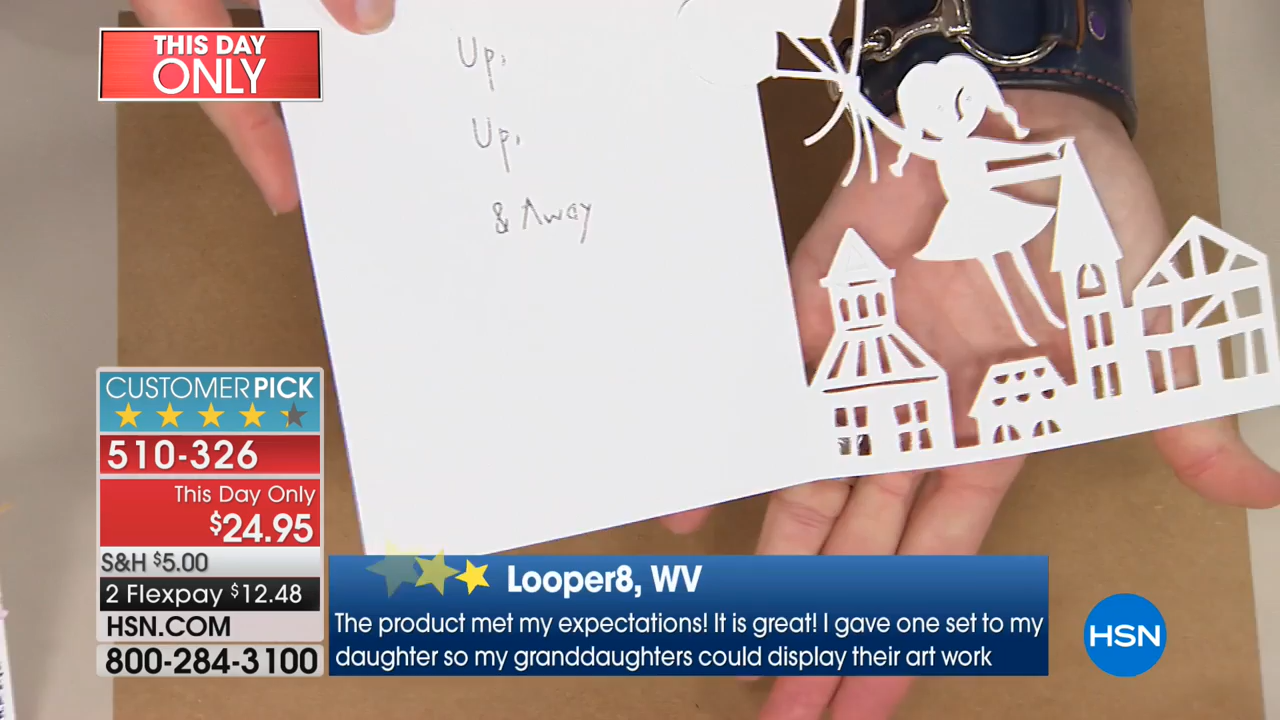 THIS DAY
ONLY
Up,
Up,
& Away
CUSTOMER PICK
510-326
This Day Only
$24.95
S&H $5.00
2 Flexpay $12.48
HSN.COM
800-284-3100
Looper8, WV
The product met my expectations! It is great! I gave one set to my
daughter so my granddaughters could display their art work
HSN